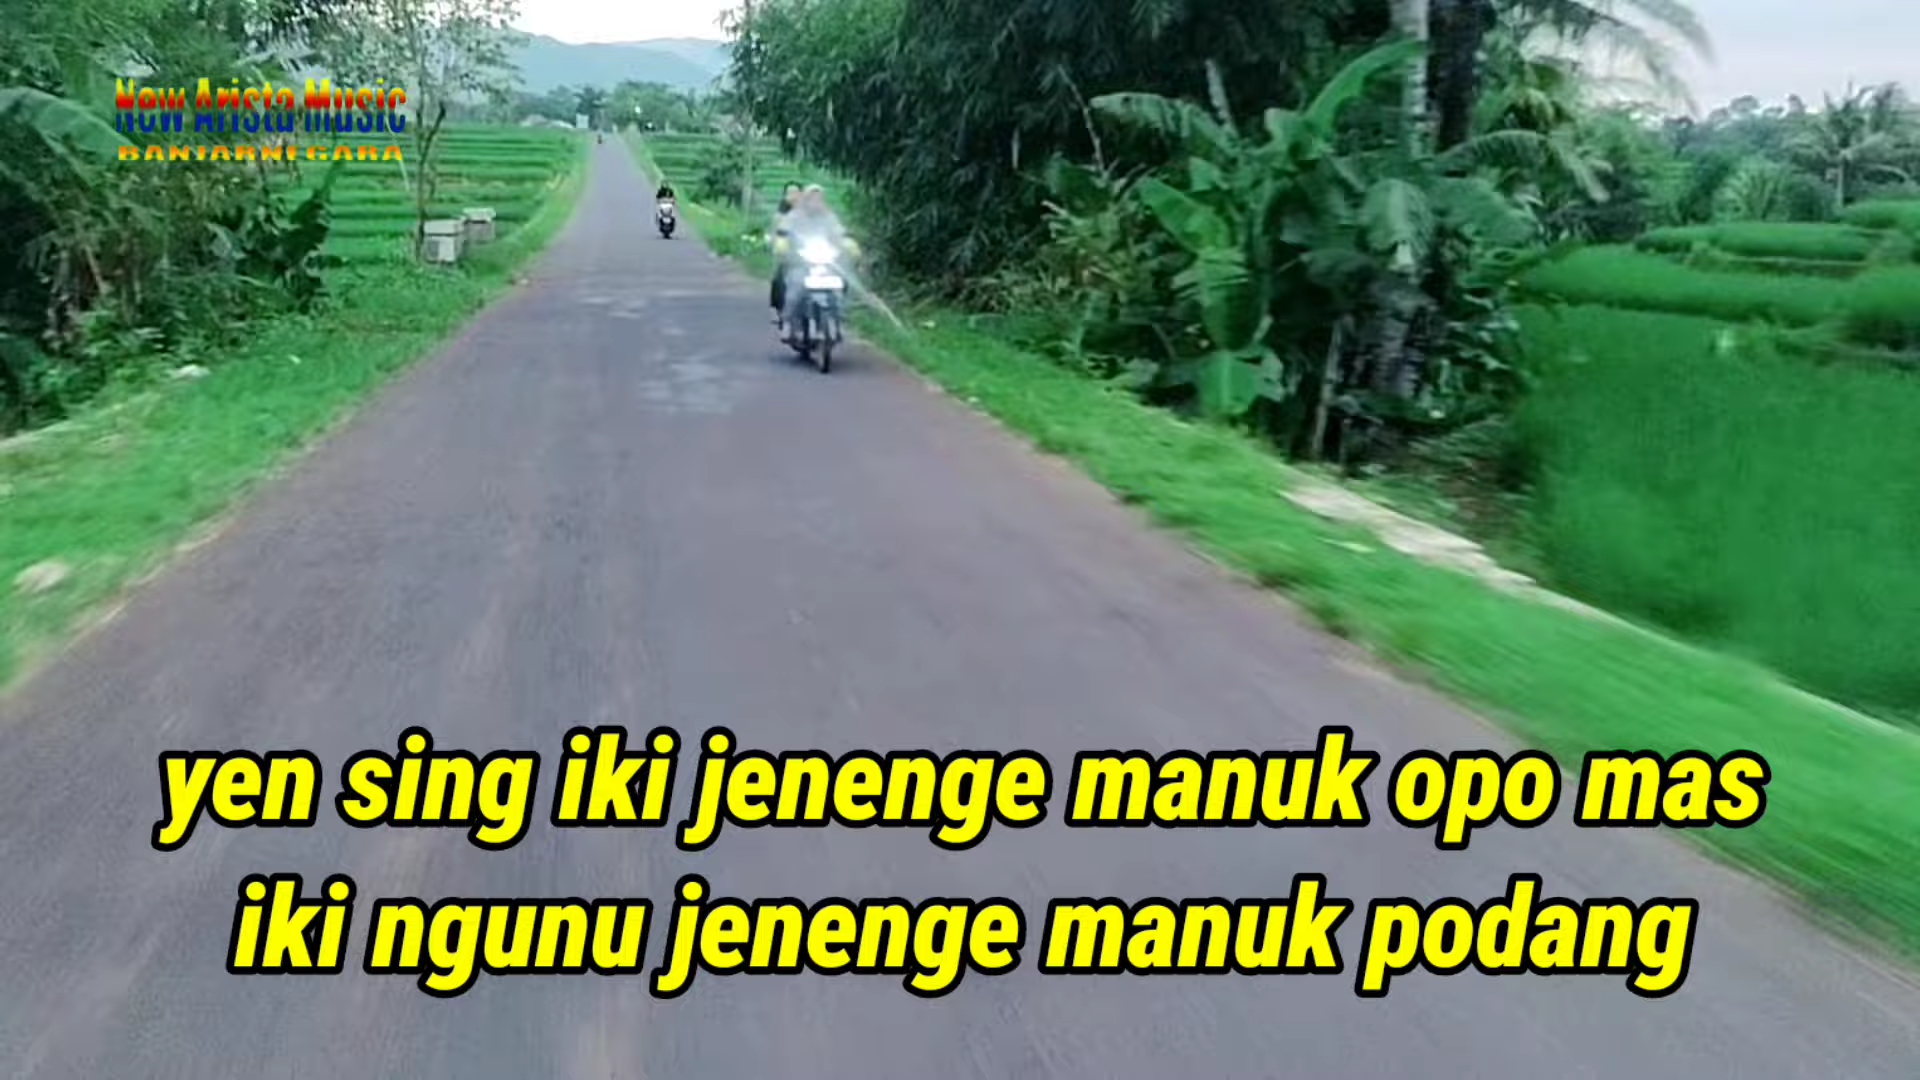 New Arista Music
BANJARNEGARA
yen sing iki jenenge manuk opo mas
iki ngunu jenenge manuk podang